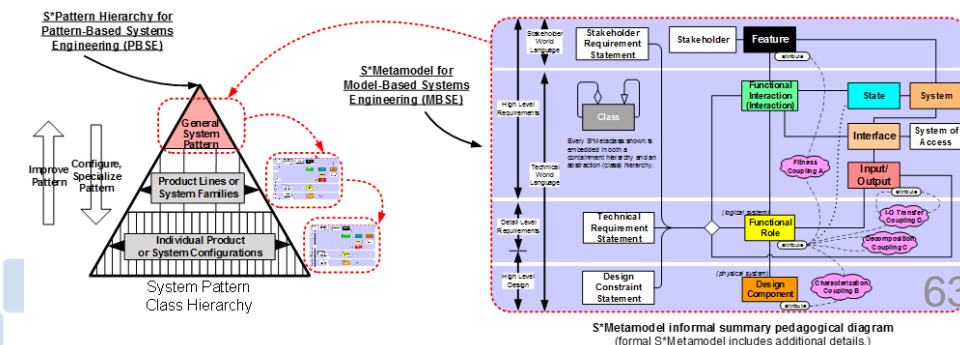 S*Pattern Hierarchy for
Pattern-Based Systems
Engineering (PBSE)
S*Metamodel for
Model-Based Systems
Engineering (MBSE)
General
System
Pattern
Improve
Pattern
Configure,
Specialize
Pattern
Product Lines or
System Families
Individual Product
or System Configurations
System Pattern
Class Hierarchy
Stakeholder
World
Language
High Level
Requirements
Technical
World
Language
Detail Level
Requirements
High Level
Design
Stakeholder
Requirement
Statement
Stakeholder
Feature
attribute
Class
Every S*Metaclass shown is
embedded in both a
containment hierarchy and an
abstraction (class) hierarchy.
Functional
Interaction
(Interaction)
State
System
Interface
System of
Access
Fitness
Coupling A
Input/
Output
attribute
I-O Transfer
Coupling D
Decomposition
Coupling C
Technical
Requirement
Statement
(logical system)
Functional
Role
attribute
Design
Constraint
Statement
(physical system)
Design
Component
attribute
Characterization
Coupling B
63
S*Metamodel informal summary pedagogical diagram
(formal S*Metamodel includes additional details.)